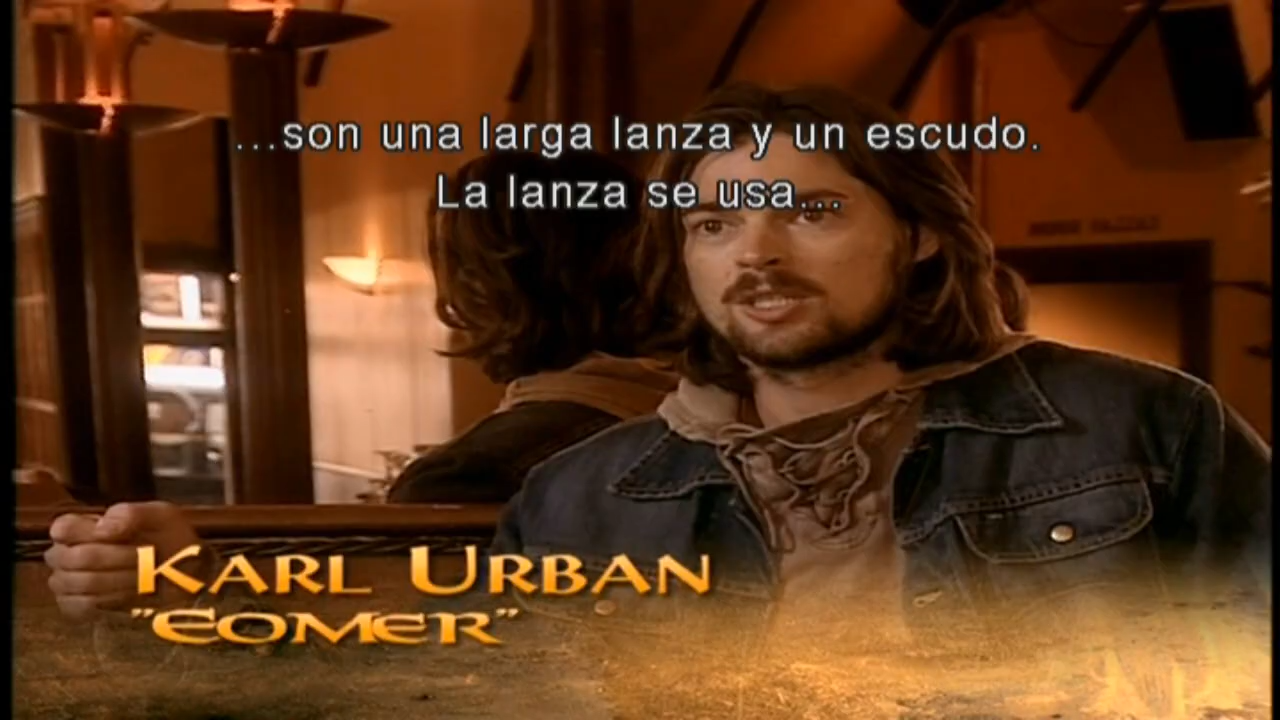 ...son una larga lanza y un escudo.
La lanza se usa...
KARL URBAN
"EOMER"